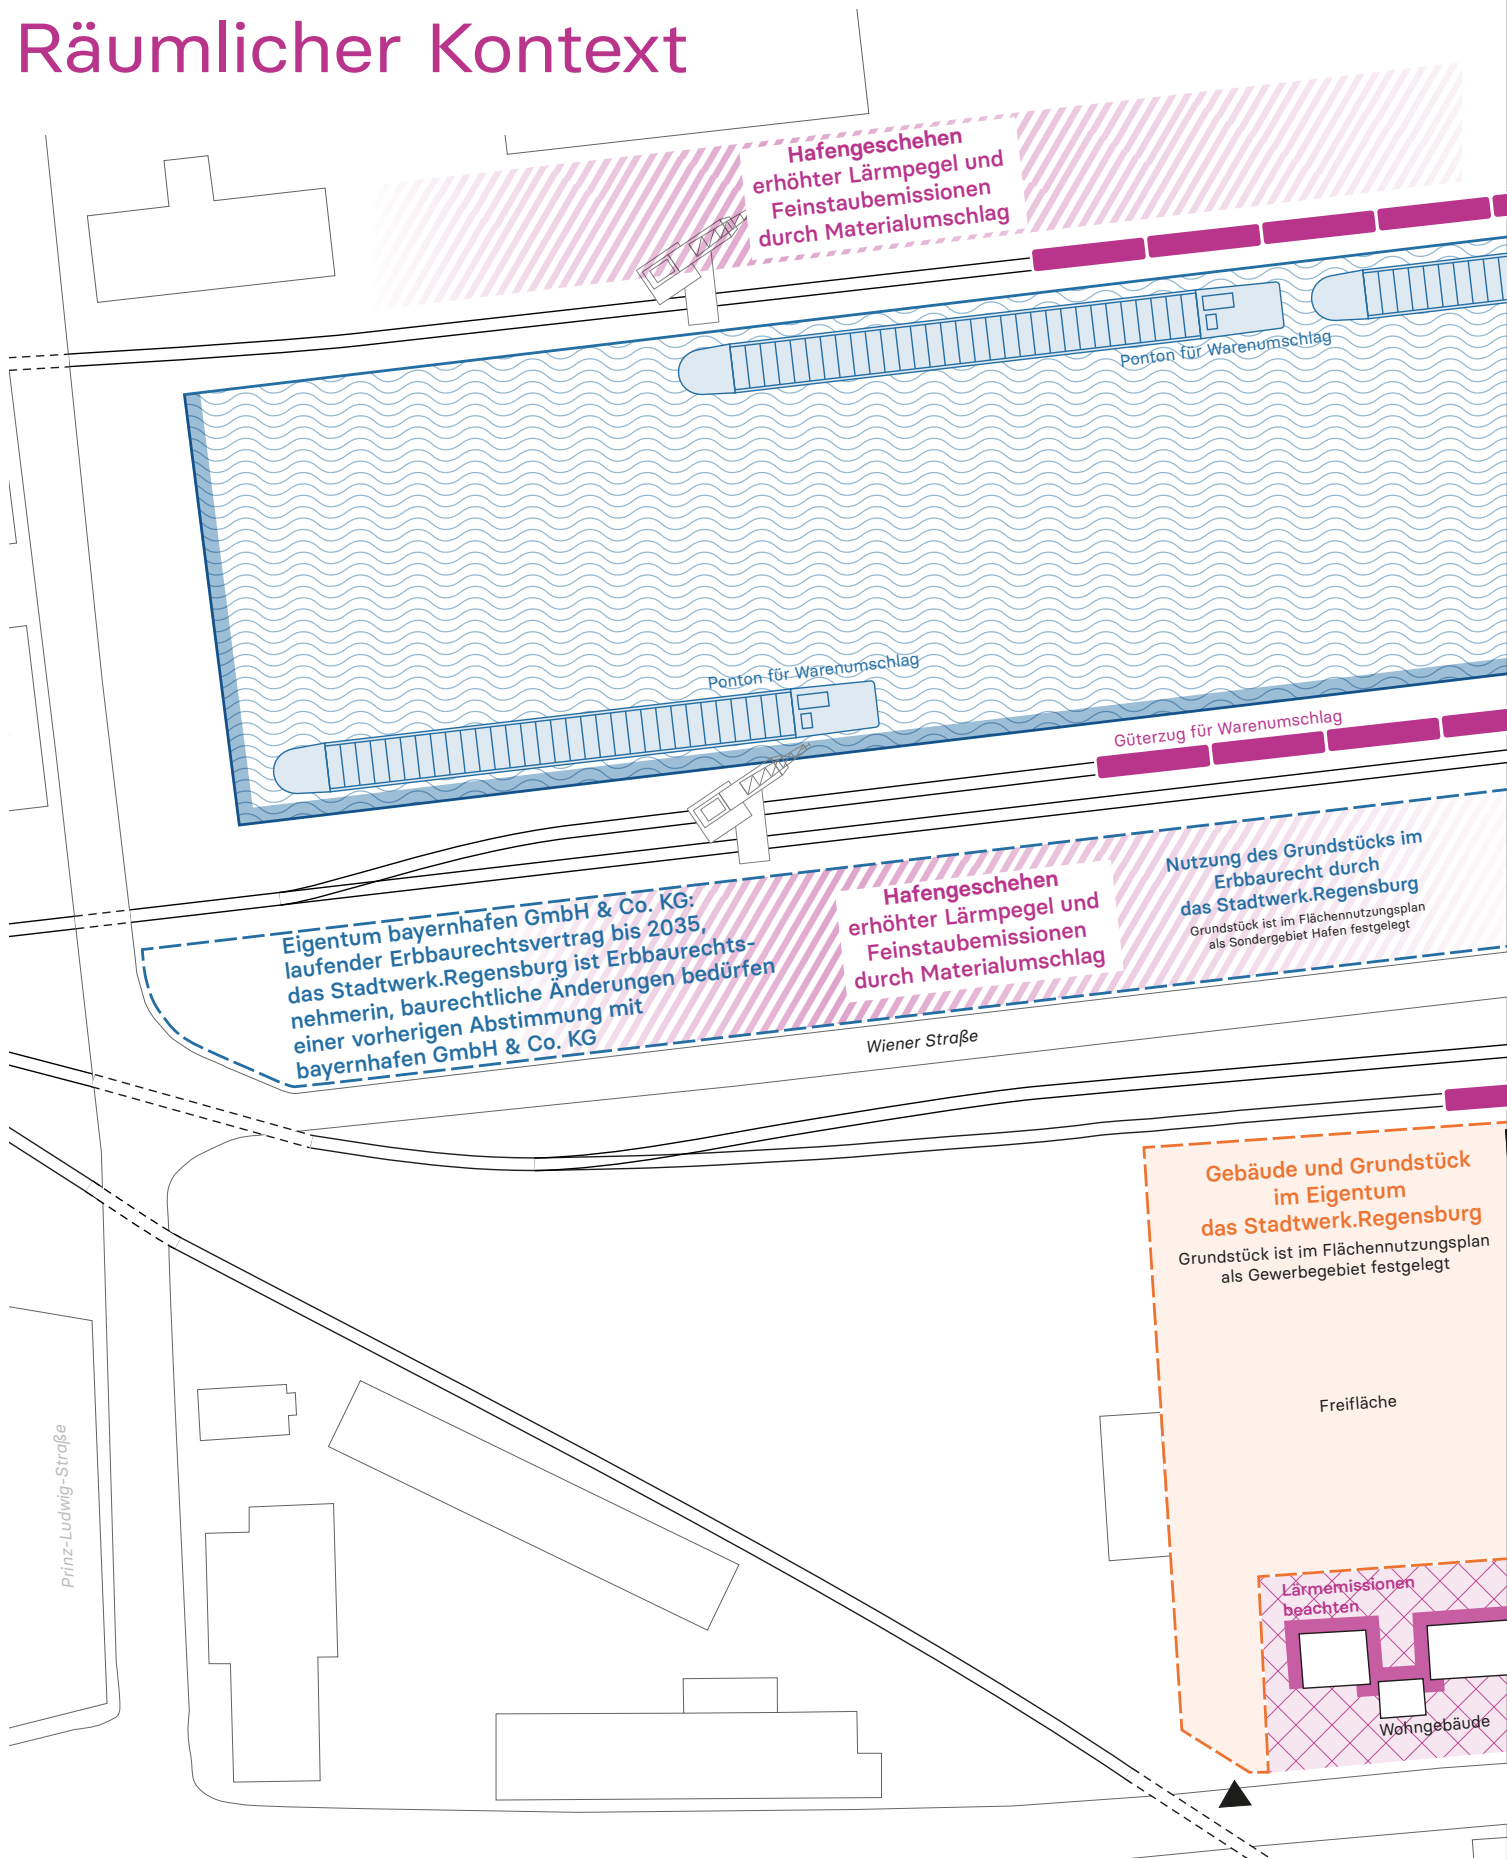 Räumlicher Kontext
Hafengeschehen
erhöhter Lärmpegel und
Feinstaubemissionen
durch Materialumschlag
Ponton für Warenumschlag
Ponton für Warenumschlag
Güterzug für Warenumschlag
Nutzung des Grundstücks im
Erbbaurecht durch
das Stadtwerk.Regensburg
Grundstück ist im Flächennutzungsplan
als Sondergebiet Hafen festgelegt
Hafengeschehen
erhöhter Lärmpegel und
Feinstaubemissionen
durch Materialumschlag
Eigentum bayernhafen GmbH & Co. KG:
laufender Erbbaurechtsvertrag bis 2035,
das Stadtwerk.Regensburg ist Erbbaurechts-
nehmerin, baurechtliche Änderungen bedürfen
einer vorherigen Abstimmung mit
bayernhafen GmbH & Co. KG
Wiener Straße
Gebäude und Grundstück
im Eigentum
das Stadtwerk.Regensburg
Grundstück ist im Flächennutzungsplan
als Gewerbegebiet festgelegt
Freifläche
Prinz-Ludwig-Straße
Lärmemissionen
beachten
Wohngebäude